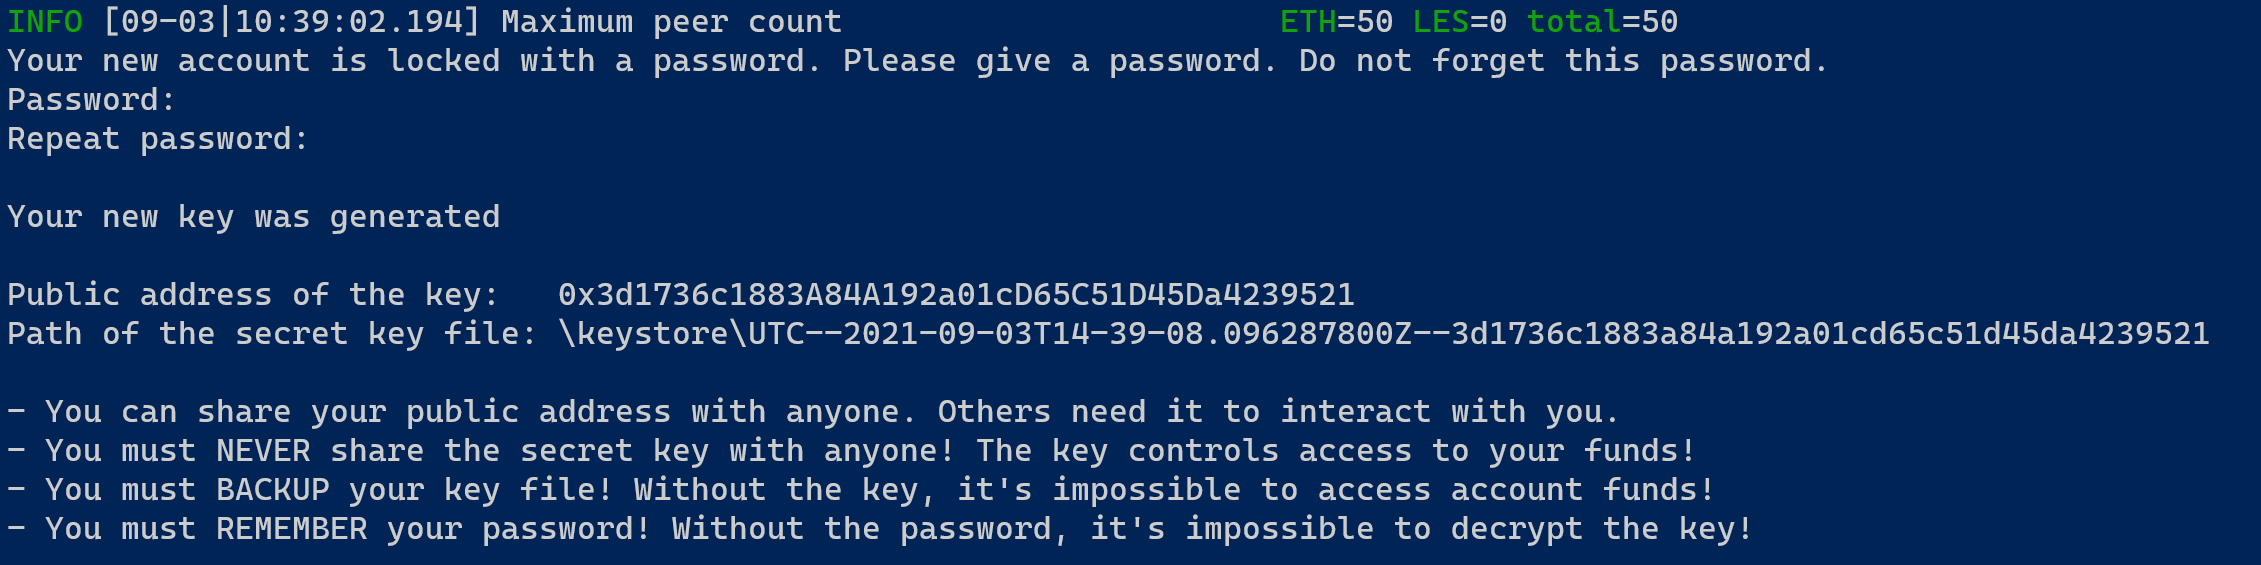 INFO [09-03|10:39:02.194] Maximum peer count                       ETH=50 LES=0 total=50
Your new account is locked with a password. Please give a password. Do not forget this password.
Password:
Repeat password:
Your new key was generated
Public address of the key:   0x3d1736c1883A84A192a01cD65C51D45Da4239521
Path of the secret key file: \keystore\UTC--2021-09-03T14-39-08.096287800Z--3d1736c1883a84a192a01cd65c51d45da4239521
- You can share your public address with anyone. Others need it to interact with you.
- You must NEVER share the secret key with anyone! The key controls access to your funds!
- You must BACKUP your key file! Without the key, it's impossible to access account funds!
- You must REMEMBER your password! Without the password, it's impossible to decrypt the key!